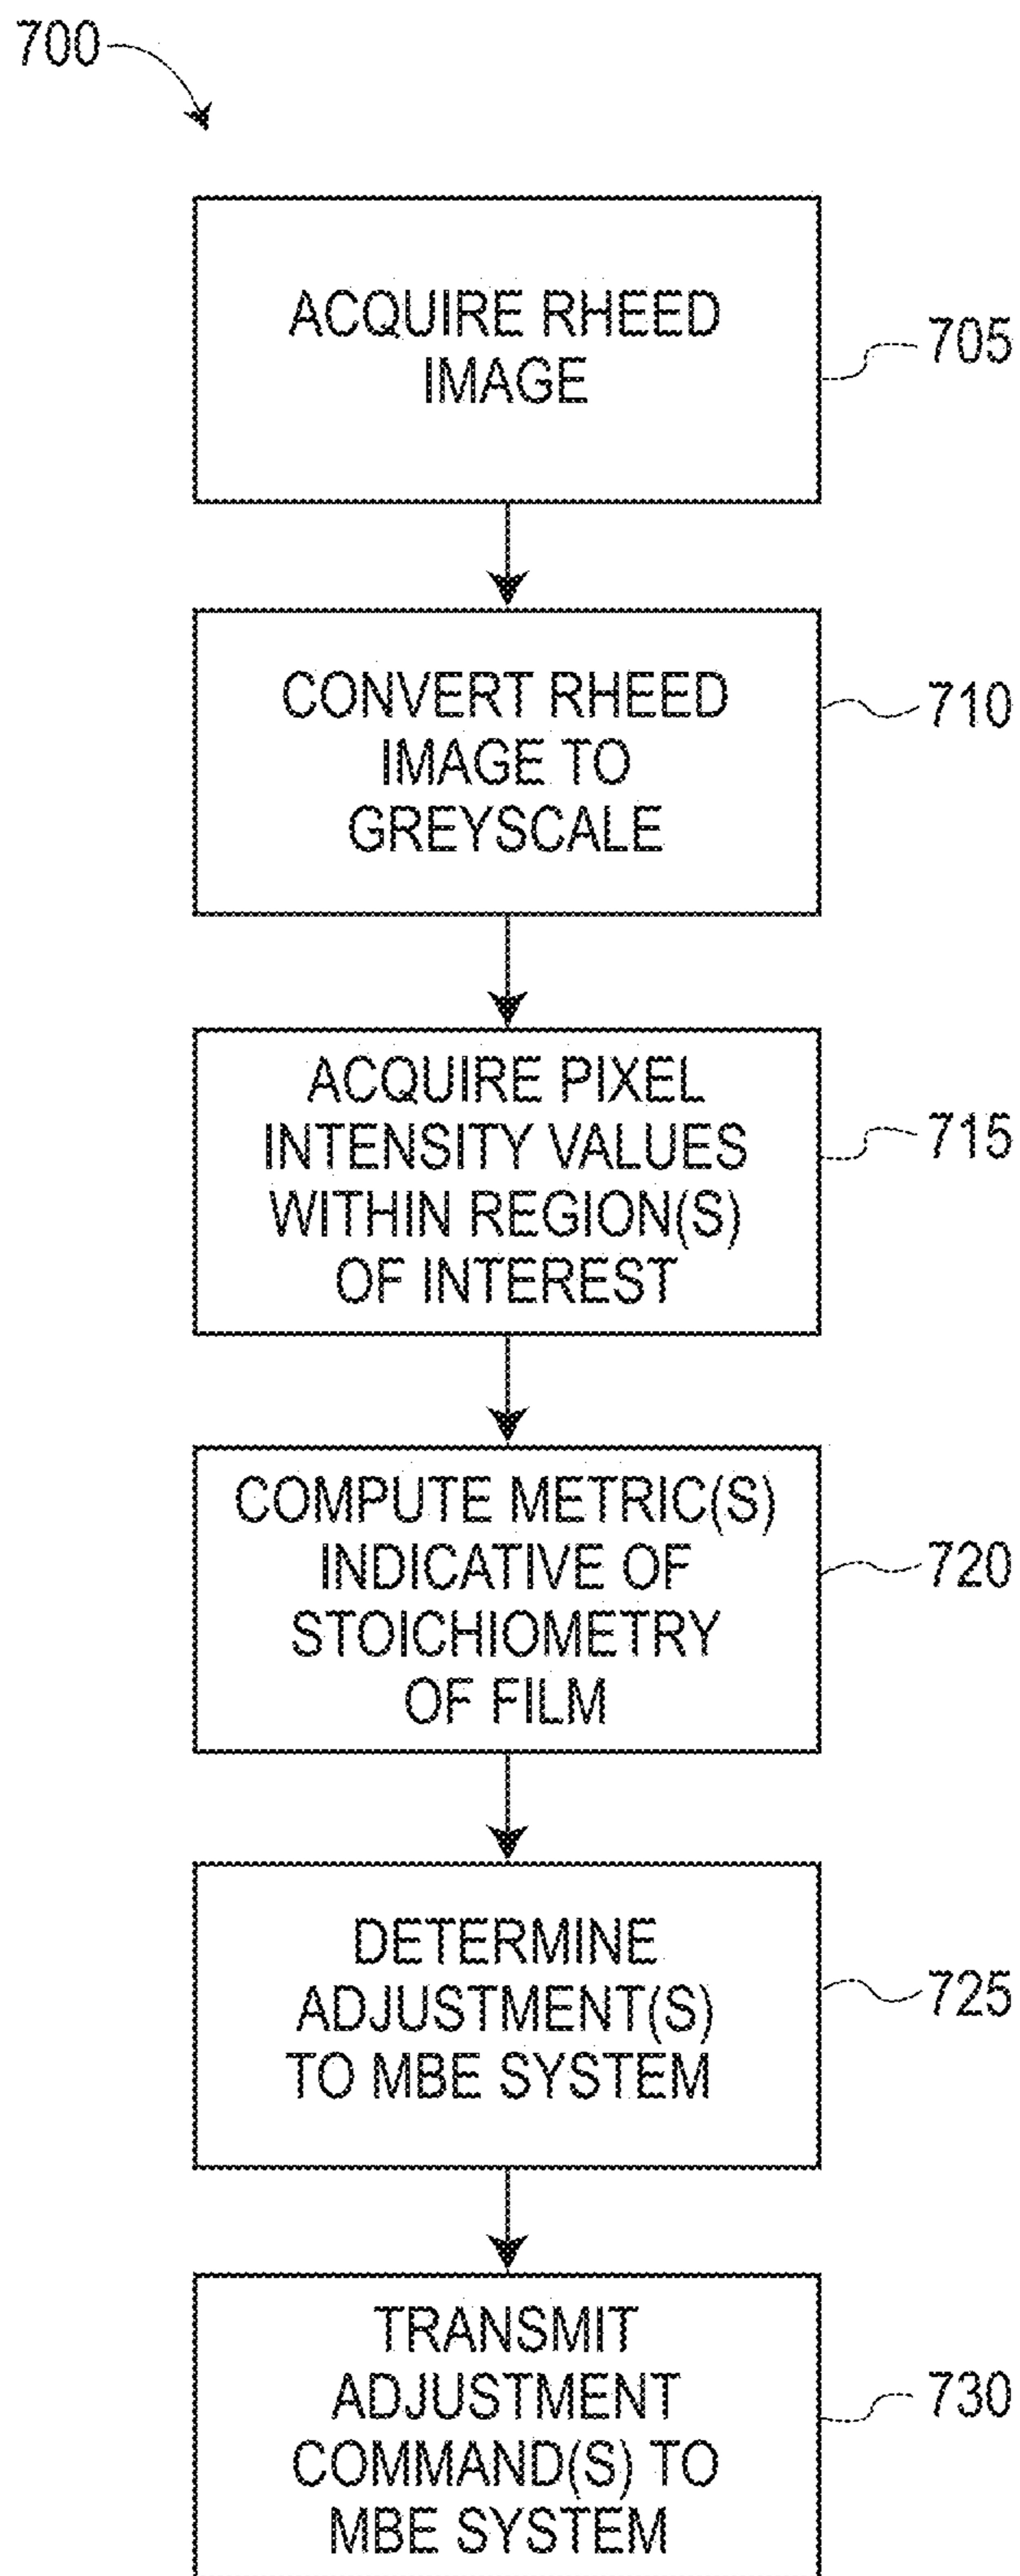 700
ACQUIRE RHEED
IMAGE
705
CONVERT RHEED
IMAGE TO
GREYSCALE
710
ACQUIRE PIXEL
INTENSITY VALUES
WITHIN REGION(S)
OF INTEREST
715
COMPUTE METRIC(S)
INDICATIVE OF
STOICHIOMETRY
OF FILM
720
DETERMINE
ADJUSTMENT(S)
TO MBE SYSTEM
725
TRANSMIT
ADJUSTMENT
COMMAND(S) TO
MBE SYSTEM
730